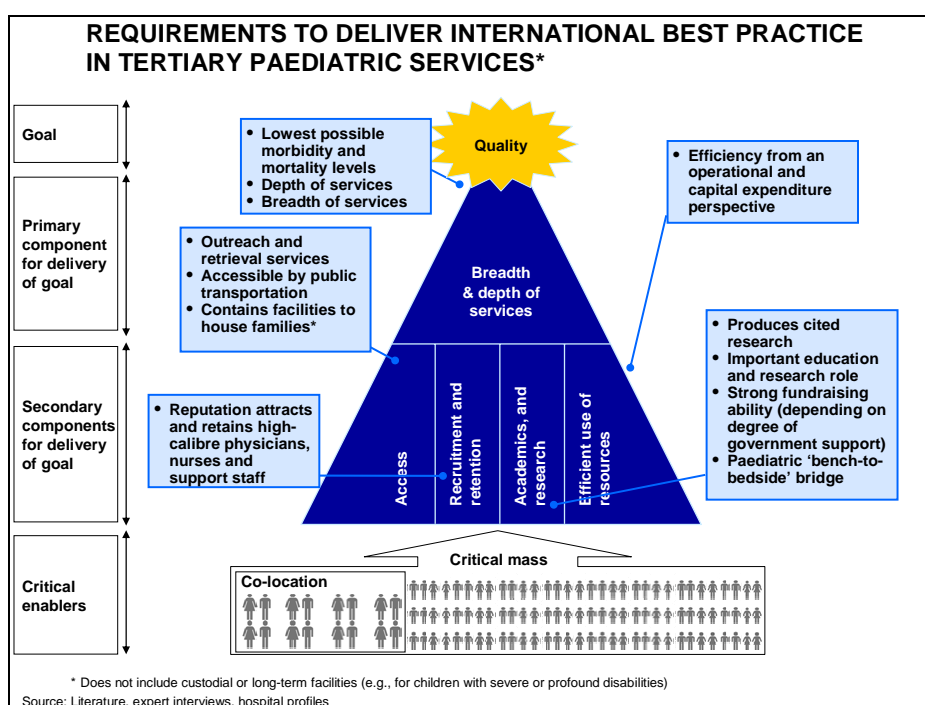 REQUIREMENTS TO DELIVER INTERNATIONAL BEST PRACTICE
IN TERTIARY PAEDIATRIC SERVICES*
Goal
Quality
• Lowest possible
morbidity and
mortality levels
• Depth of services
• Breadth of services
• Efficiency from an
operational and
capital expenditure
perspective
Primary
component
for delivery
of goal
• Outreach and
retrieval services
• Accessible by public
transportation
• Contains facilities to
house families*
Breadth
& depth of
services
• Produces cited
research
• Important education
and research role
• Strong fundraising
ability (depending on
degree of
government support)
• Paediatric ‘bench-to-
bedside’ bridge
Secondary
components
for delivery
of goal
• Reputation attracts
and retains high-
calibre physicians,
nurses and
support staff
Access
Recruitment and
retention
Academics, and
research
Efficient use of
resources
Critical
enablers
Critical mass
Co-location
* Does not include custodial or long-term facilities (e.g., for children with severe or profound disabilities)
Source: Literature, expert interviews, hospital profiles